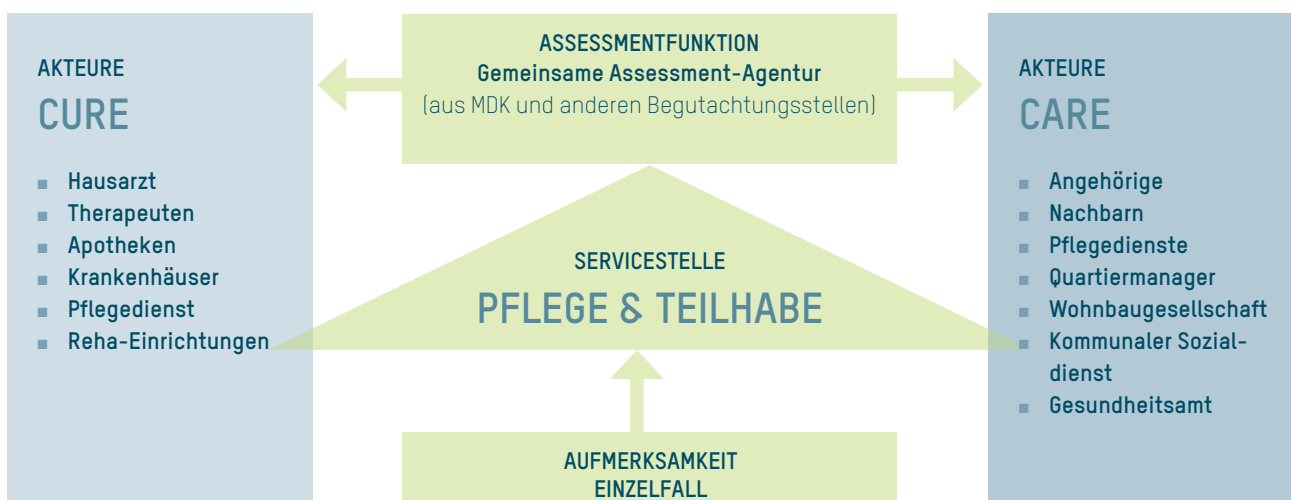 AKTEURE
CURE
Hausarzt
Therapeuten
Apotheken
Krankenhäuser
Pflegedienst
Reha-Einrichtungen
ASSESSMENTFUNKTION
Gemeinsame Assessment-Agentur
(aus MDK und anderen Begutachtungsstellen)
SERVICESTELLE
PFLEGE & TEILHABE
AUFMERKSAMKEIT
EINZELFALL
AKTEURE
CARE
Angehörige
Nachbarn
Pflegedienste
Quartiermanager
Wohnbaugesellschaft
Kommunaler Sozial-
dienst
Gesundheitsamt